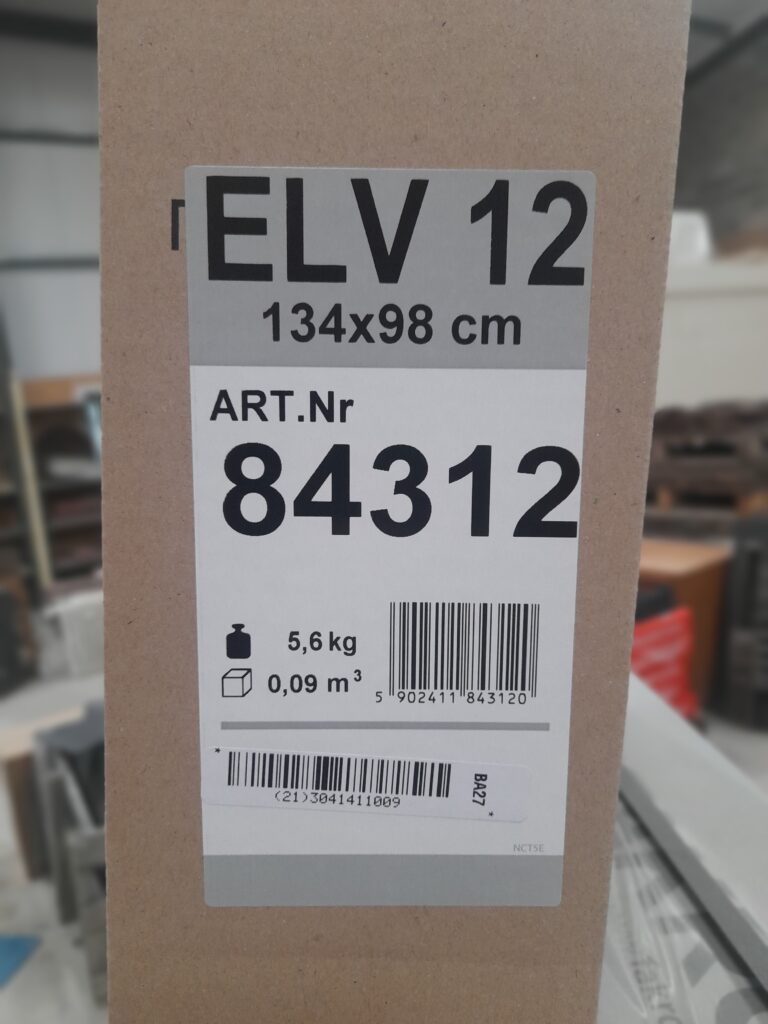 ELV 12
134x98 cm
ART.Nr
84312
5,6 kg
0,09 m³
5 902411 843120
* (21)3041411009 BA27 *
NCT5E